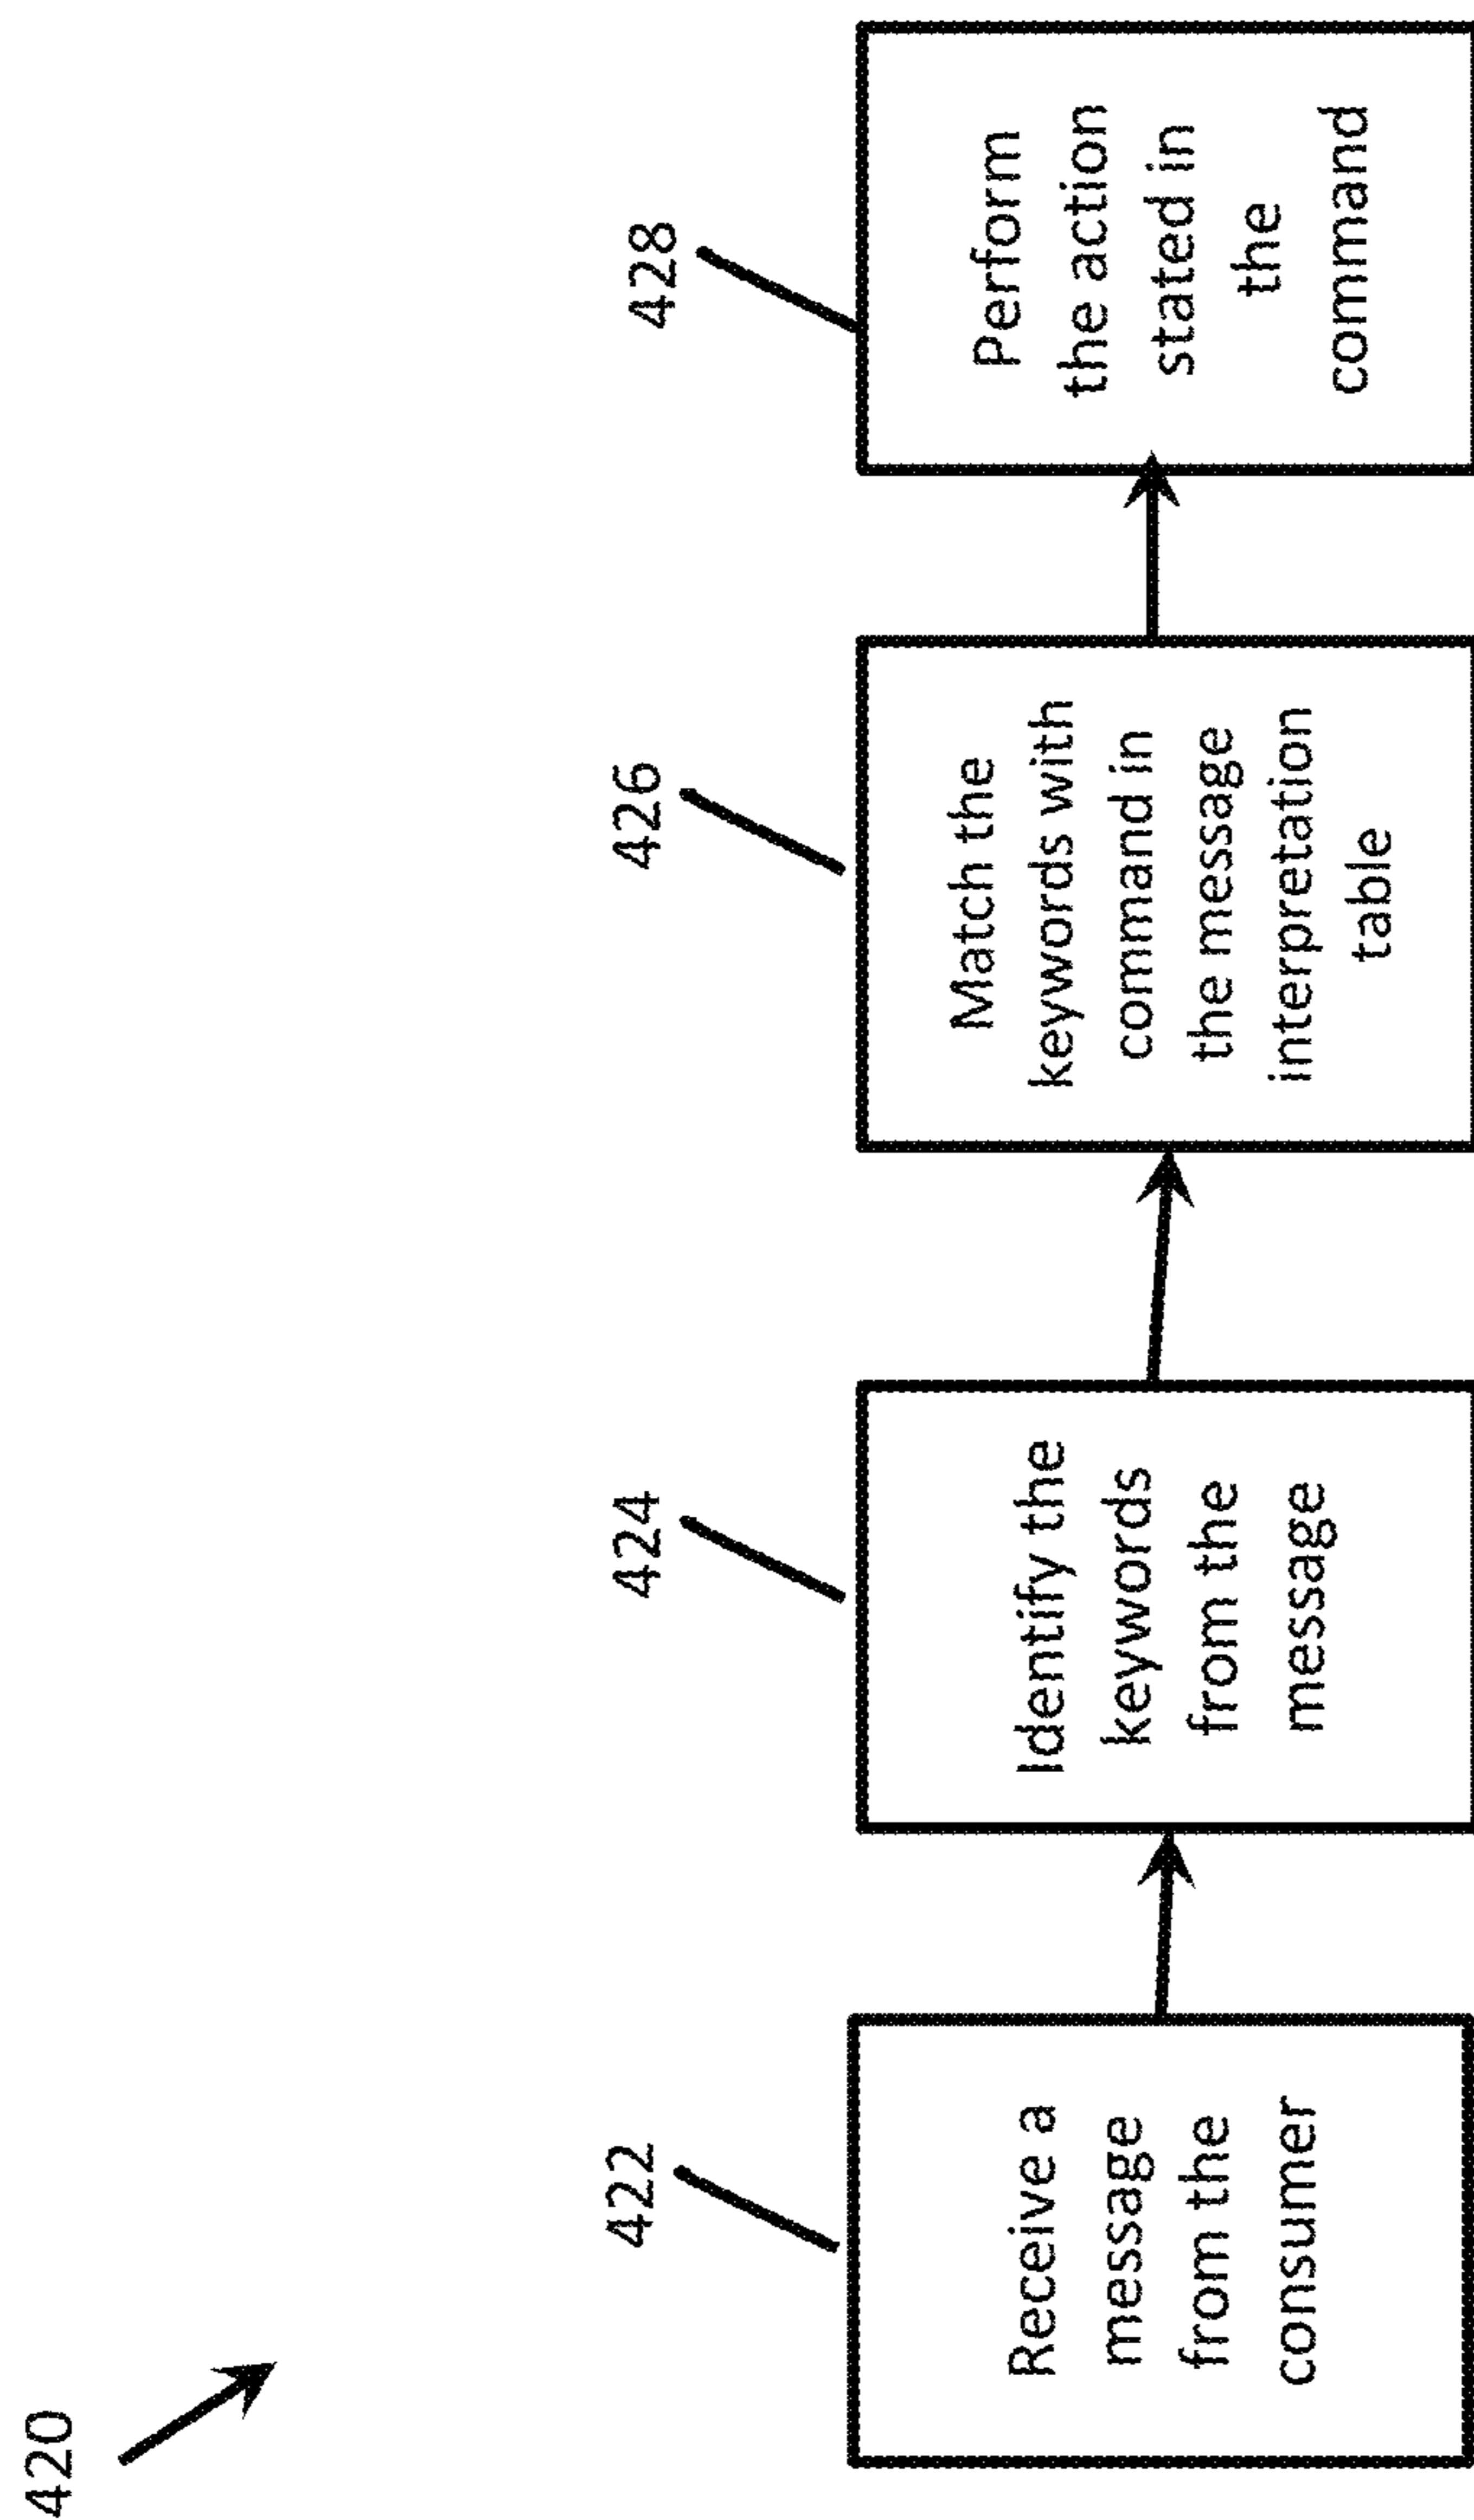 420
422
Receive a
message
from the
consumer
424
Identify the
keywords
from the
message
426
Match the
keywords with
command in
the message
interpretation
table
428
Perform
the action
stated in
the
command